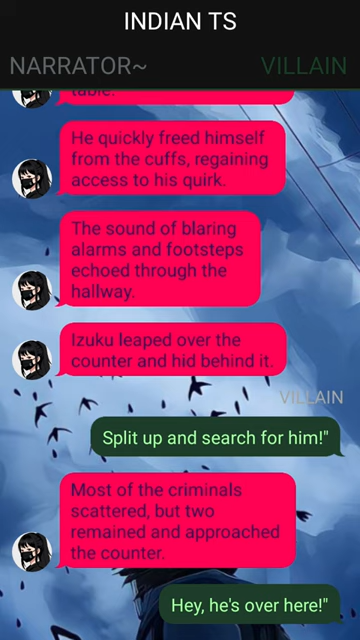 INDIAN TS
NARRATOR~ VILLAIN
table.
He quickly freed himself
from the cuffs, regaining
access to his quirk.
The sound of blaring
alarms and footsteps
echoed through the
hallway.
Izuku leaped over the
counter and hid behind it.
VILLAIN
Split up and search for him!"
Most of the criminals
scattered, but two
remained and approached
the counter.
Hey, he's over here!"